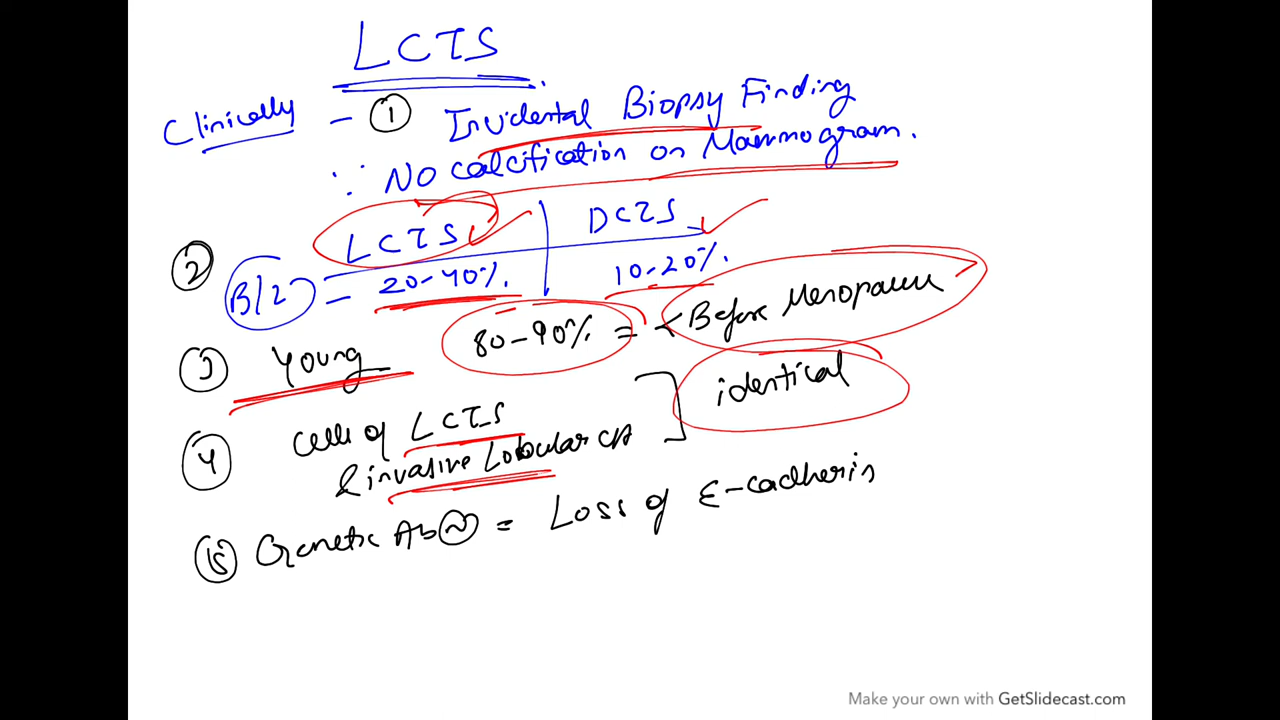 LCIS
Clinically - ① Incidental Biopsy Finding
∵ NO calcification on Mammogram.
LCIS | DCIS
② B/L = 20-40% | 10-20%.
③ Young 80-90% = < Before Menopause
④ Cells of LCIS
& invasive Lobular CA ] identical
⑤ Genetic Ab(N) = Loss of E-cadherin
Make your own with GetSlidecast.com